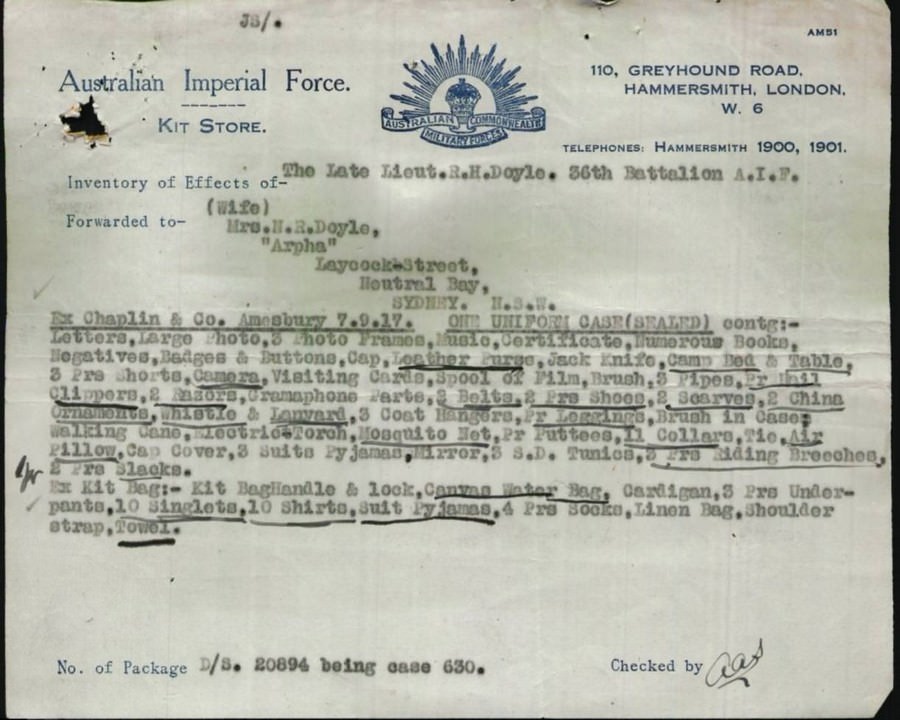 JS/.
AM51
Australian Imperial Force.
KIT STORE.
AUSTRALIAN COMMONWEALTH
MILITARY FORCES
110, GREYHOUND ROAD,
HAMMERSMITH, LONDON,
W. 6
TELEPHONES: HAMMERSMITH 1900, 1901.
Inventory of Effects of- The Late Lieut.R.H.Doyle. 36th Battalion A.I.F.
(Wife)
Forwarded to- Mrs.N.R.Doyle,
"Arpha"
Laycock-Street,
Neutral Bay,
SYDNEY. N.S.W.
Ex Chaplin & Co. Amesbury 7.9.17. ONE UNIFORM CASE(SEALED) contg:-
Letters,Large Photo,3 Photo Frames,Music,Certificate,Numerous Books,
Negatives,Badges & Buttons,Cap,Leather Purse,Jack Knife,Camp Bed & Table,
3 Prs Shorts,Camera,Visiting Cards,Spool of Film,Brush,3 Pipes,Pr Nail
Clippers,2 Razors,Gramaphone Parts,2 Belts,2 Prs Shoes,2 Scarves,2 China
Ornaments,Whistle & Lanyard,3 Coat Hangers,Pr Leggings,Brush in Case;
Walking Cane,Electric-Torch,Mosquito Net,Pr Puttees,11 Collars,Tie,Air
Pillow,Cap Cover,3 Suits Pyjamas,Mirror,3 S.D. Tunics,3 Prs Riding Breeches,
2 Prs Slacks.
Ex Kit Bag:- Kit BagHandle & lock,Canvas Water Bag, Cardigan,3 Prs Under-
pants,10 Singlets,10 Shirts,Suit Pyjamas,4 Prs Socks,Linen Bag,Shoulder
strap,Towel.
No. of Package D/S. 20894 being case 630.
Checked by